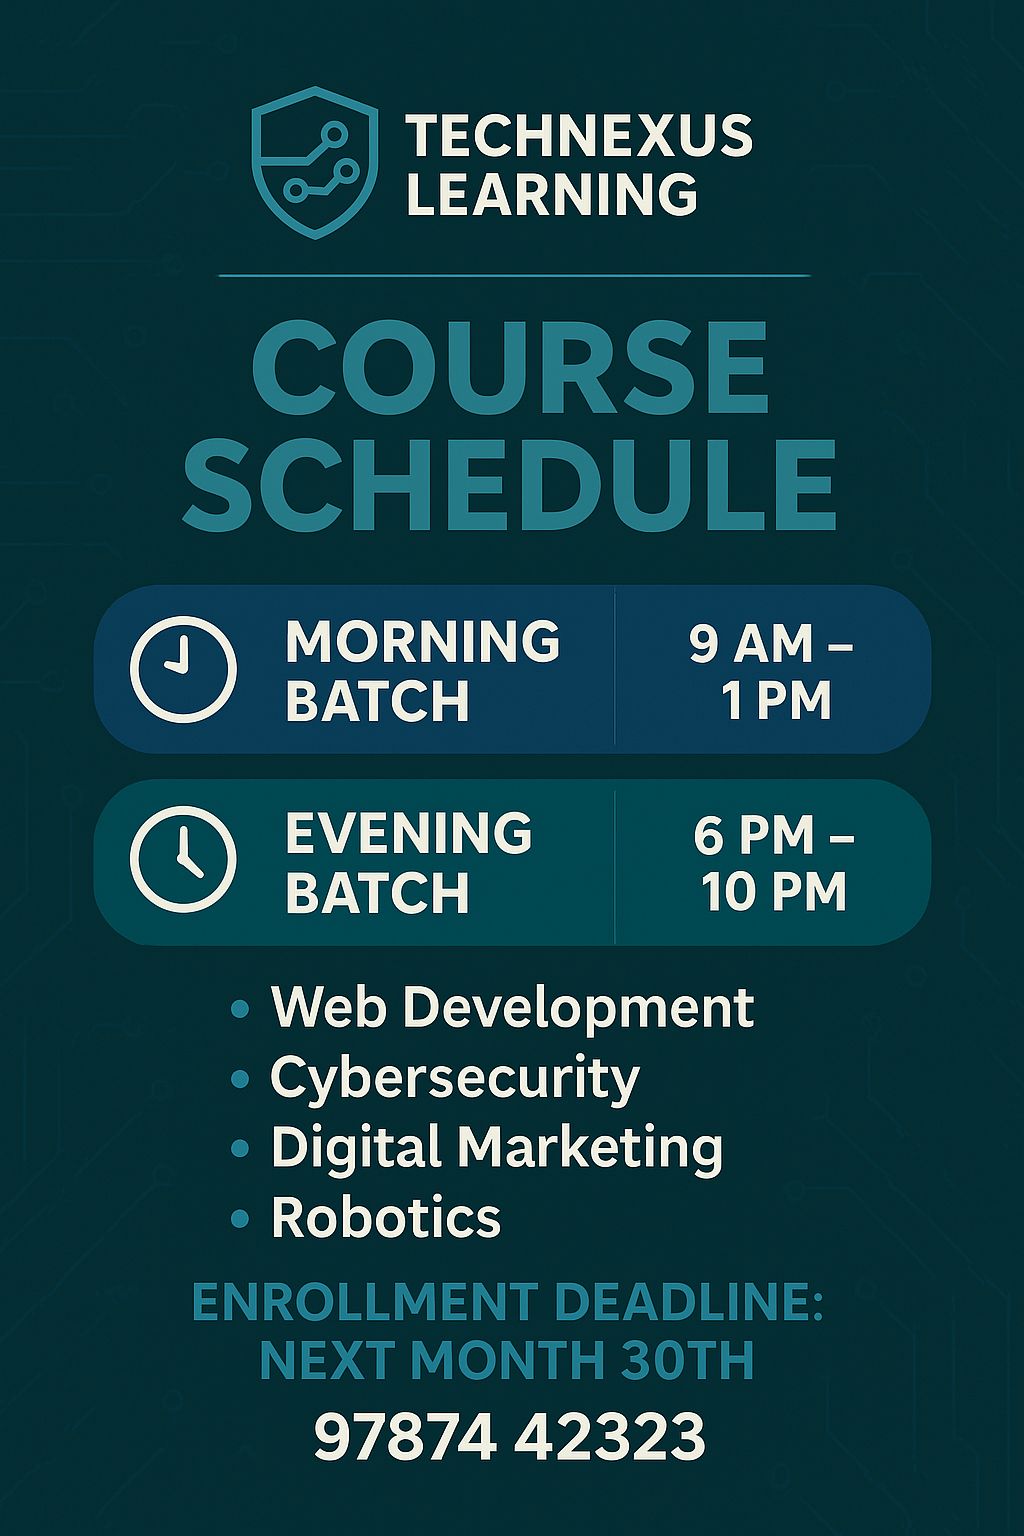 TECHNEXUS
LEARNING
COURSE
SCHEDULE
MORNING
BATCH
9 AM –
1 PM
EVENING
BATCH
6 PM –
10 PM
• Web Development
• Cybersecurity
• Digital Marketing
• Robotics
ENROLLMENT DEADLINE:
NEXT MONTH 30TH
97874 42323